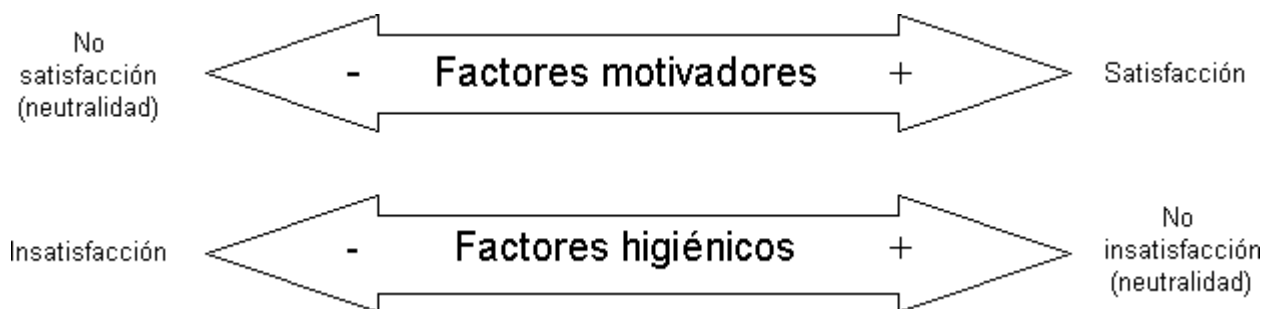 No
satisfacción
(neutralidad)
- Factores motivadores +
Satisfacción
Insatisfacción
- Factores higiénicos +
No
insatisfacción
(neutralidad)